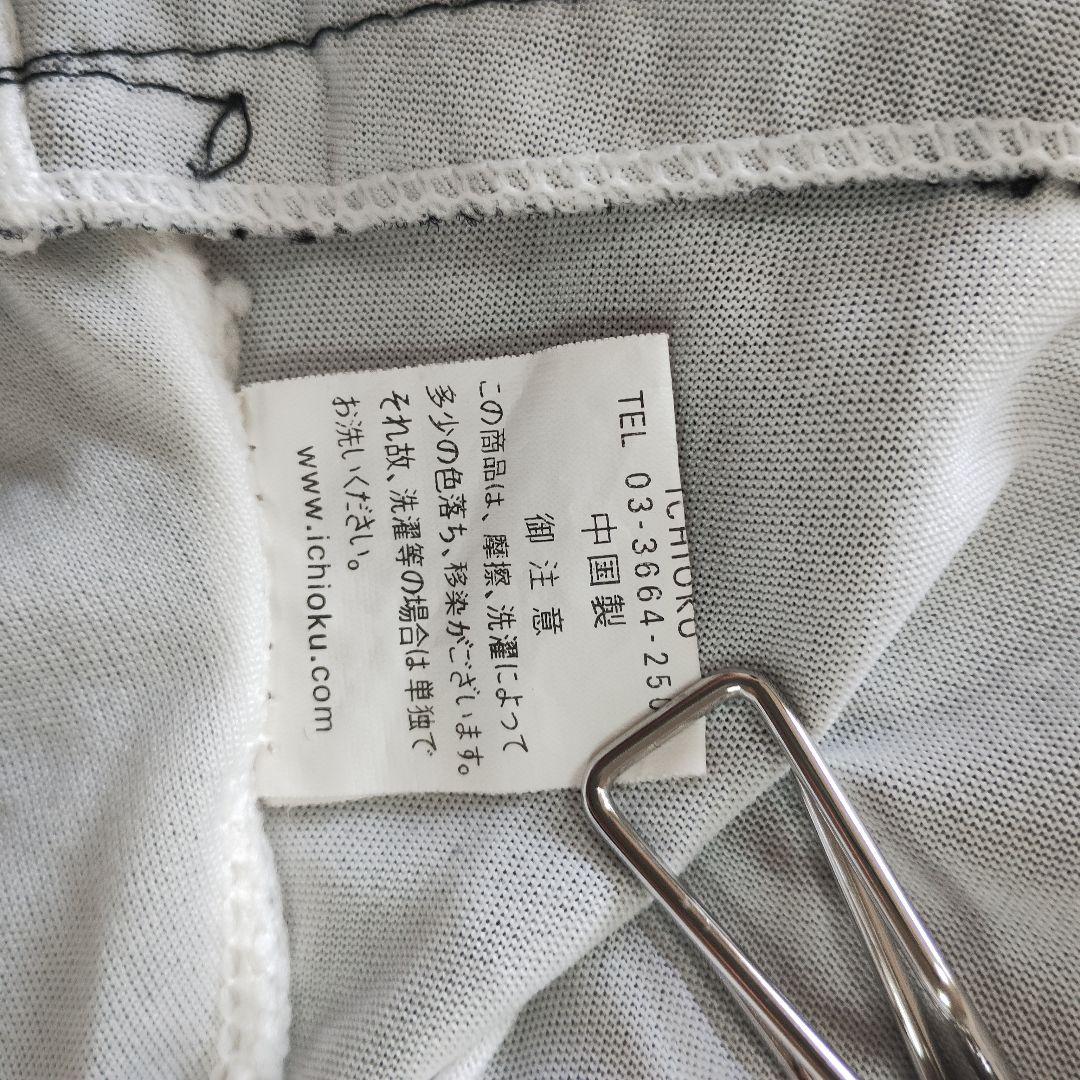 ICHIOKU
TEL 03-3664-250
中国製
御 注 意
この商品は、摩擦、洗濯によって
多少の色落ち、移染がございます。
それ故、洗濯等の場合は単独で
お洗いください。
www.ichioku.com